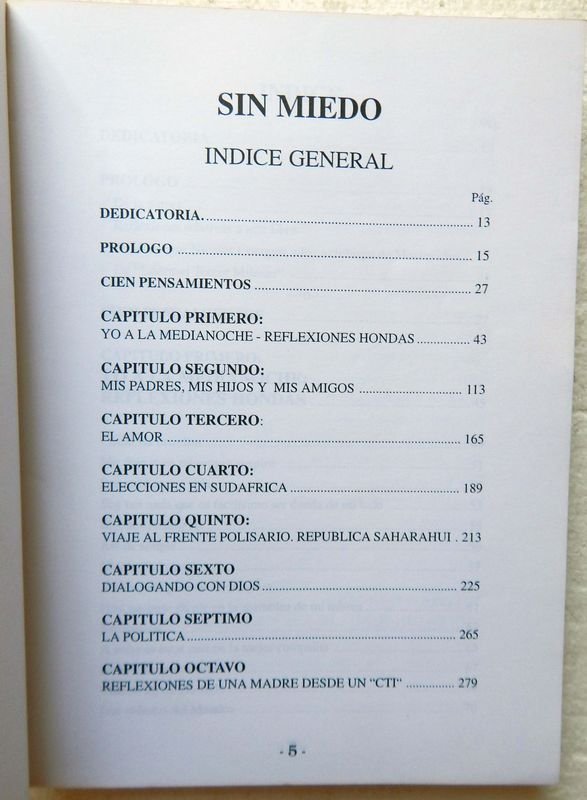 SIN MIEDO
INDICE GENERAL
Pág.
DEDICATORIA. 13
PROLOGO 15
CIEN PENSAMIENTOS 27
CAPITULO PRIMERO:
YO A LA MEDIANOCHE - REFLEXIONES HONDAS 43
CAPITULO SEGUNDO:
MIS PADRES, MIS HIJOS Y MIS AMIGOS 113
CAPITULO TERCERO:
EL AMOR 165
CAPITULO CUARTO:
ELECCIONES EN SUDAFRICA 189
CAPITULO QUINTO:
VIAJE AL FRENTE POLISARIO. REPUBLICA SAHARAHUI . 213
CAPITULO SEXTO
DIALOGANDO CON DIOS 225
CAPITULO SEPTIMO
LA POLITICA 265
CAPITULO OCTAVO
REFLEXIONES DE UNA MADRE DESDE UN "CTI" 279
- 5 -